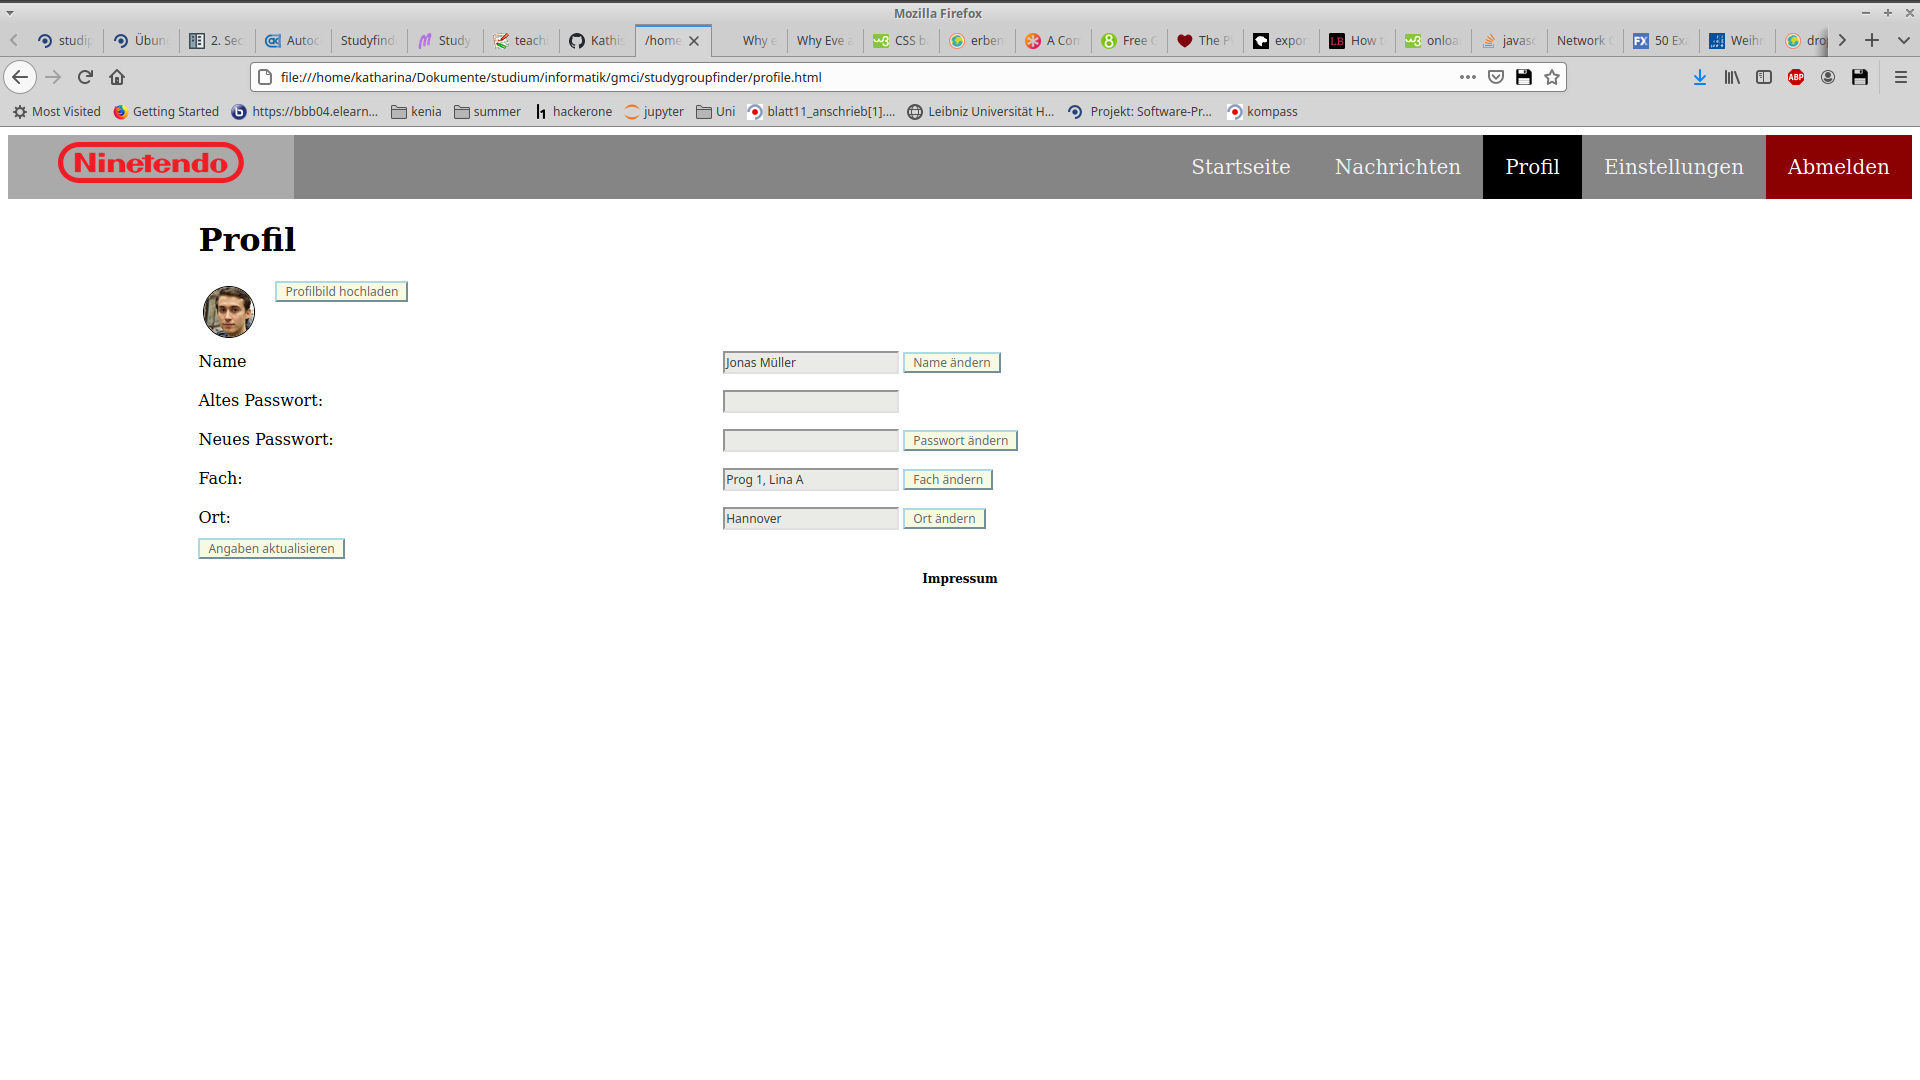 Mozilla Firefox
studip Übun 2. Sec Autoc Studyfind Study teachi Kathis /home Why e Why Eve a CSS b erben A Con Free G The P expor How t onloa javasc Network 50 Exa Weihn drop
file:///home/katharina/Dokumente/studium/informatik/gmci/studygroupfinder/profile.html
Most Visited Getting Started https://bbb04.elearn... kenia summer hackerone jupyter Uni blatt11_anschrieb[1].... Leibniz Universität H... Projekt: Software-Pr... kompass
Ninetendo Startseite Nachrichten Profil Einstellungen Abmelden
Profil
Profilbild hochladen
Name Jonas Müller Name ändern
Altes Passwort:
Neues Passwort: Passwort ändern
Fach: Prog 1, Lina A Fach ändern
Ort: Hannover Ort ändern
Angaben aktualisieren
Impressum